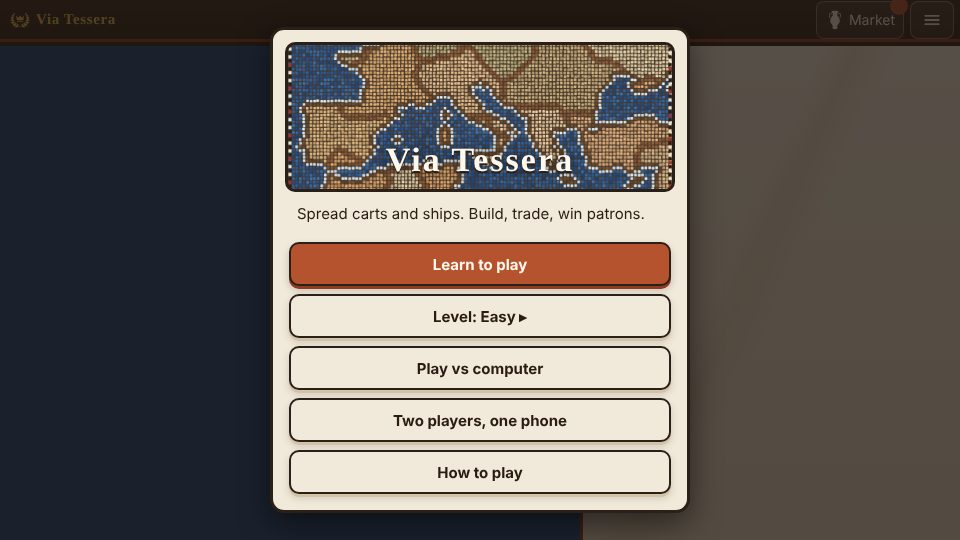 Via Tessera
Market
Via Tessera
Spread carts and ships. Build, trade, win patrons.
Learn to play
Level: Easy ▸
Play vs computer
Two players, one phone
How to play